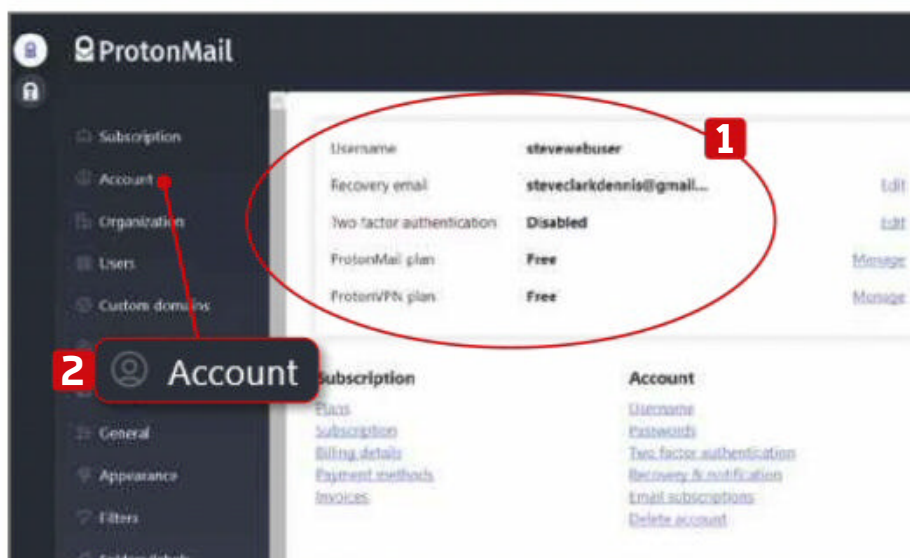 ProtonMail
Subscription
Account
Organization
Users
Custom domains
2 Account
General
Appearance
Filters
1
Username stevewebuser
Recovery email steveclarkdennis@gmail... Edit
Two factor authentication Disabled Edit
ProtonMail plan Free Manage
ProtonVPN plan Free Manage
Subscription
Plans
Subscription
Billing details
Payment methods
Invoices
Account
Username
Passwords
Two factor authentication
Recovery & notification
Email subscriptions
Delete account